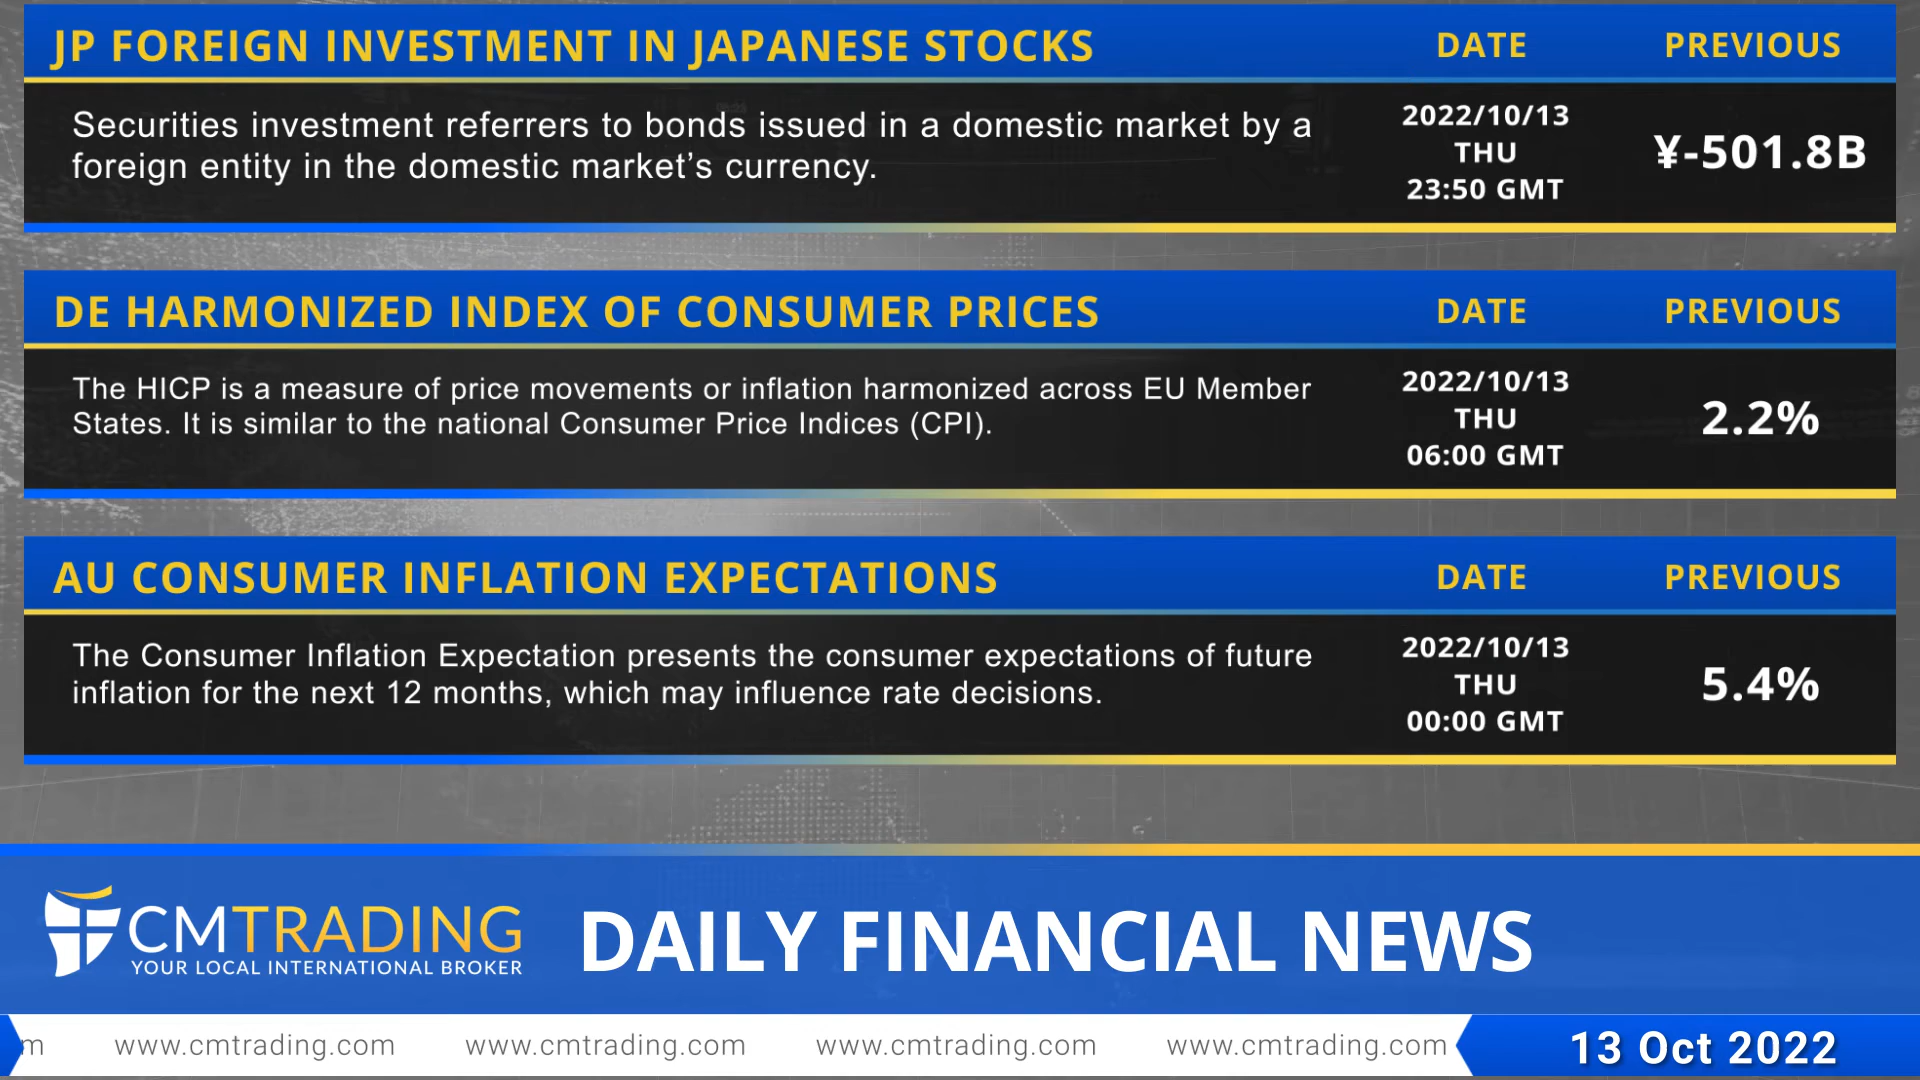 JP FOREIGN INVESTMENT IN JAPANESE STOCKS
DATE
PREVIOUS
Securities investment referrers to bonds issued in a domestic market by a
foreign entity in the domestic market's currency.
2022/10/13
THU
23:50 GMT
¥-501.8B
DE HARMONIZED INDEX OF CONSUMER PRICES
DATE
PREVIOUS
The HICP is a measure of price movements or inflation harmonized across EU Member
States. It is similar to the national Consumer Price Indices (CPI).
2022/10/13
THU
06:00 GMT
2.2%
AU CONSUMER INFLATION EXPECTATIONS
DATE
PREVIOUS
The Consumer Inflation Expectation presents the consumer expectations of future
inflation for the next 12 months, which may influence rate decisions.
2022/10/13
THU
00:00 GMT
5.4%
CMTRADING
YOUR LOCAL INTERNATIONAL BROKER
DAILY FINANCIAL NEWS
m www.cmtrading.com www.cmtrading.com www.cmtrading.com www.cmtrading.com
13 Oct 2022